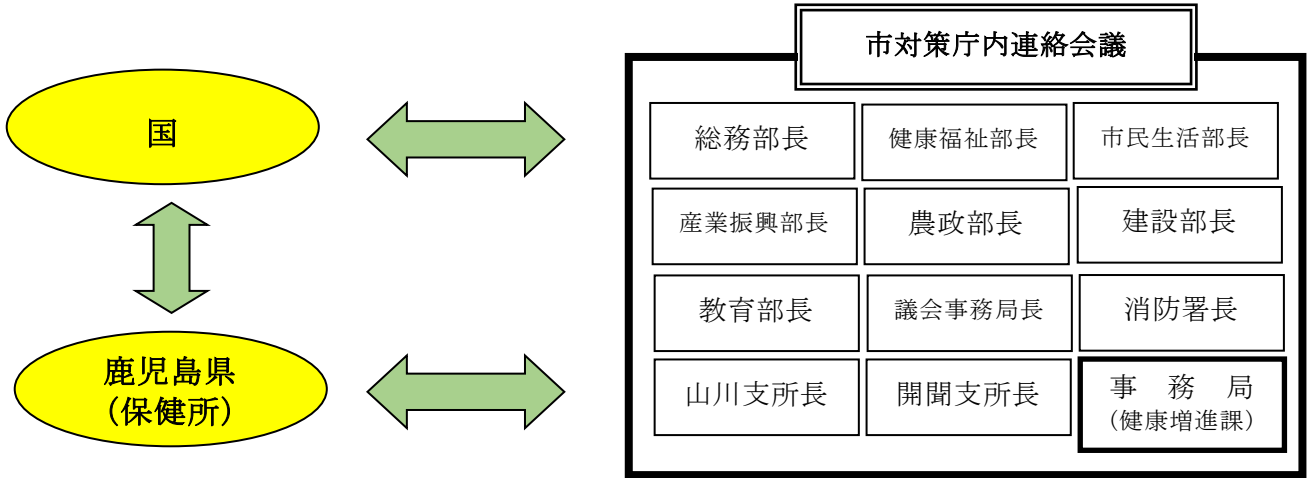 市対策庁内連絡会議
国
総務部長
健康福祉部長
市民生活部長
産業振興部長
農政部長
建設部長
教育部長
議会事務局長
消防署長
鹿児島県
(保健所)
山川支所長
開聞支所長
事　務　局
(健康増進課)